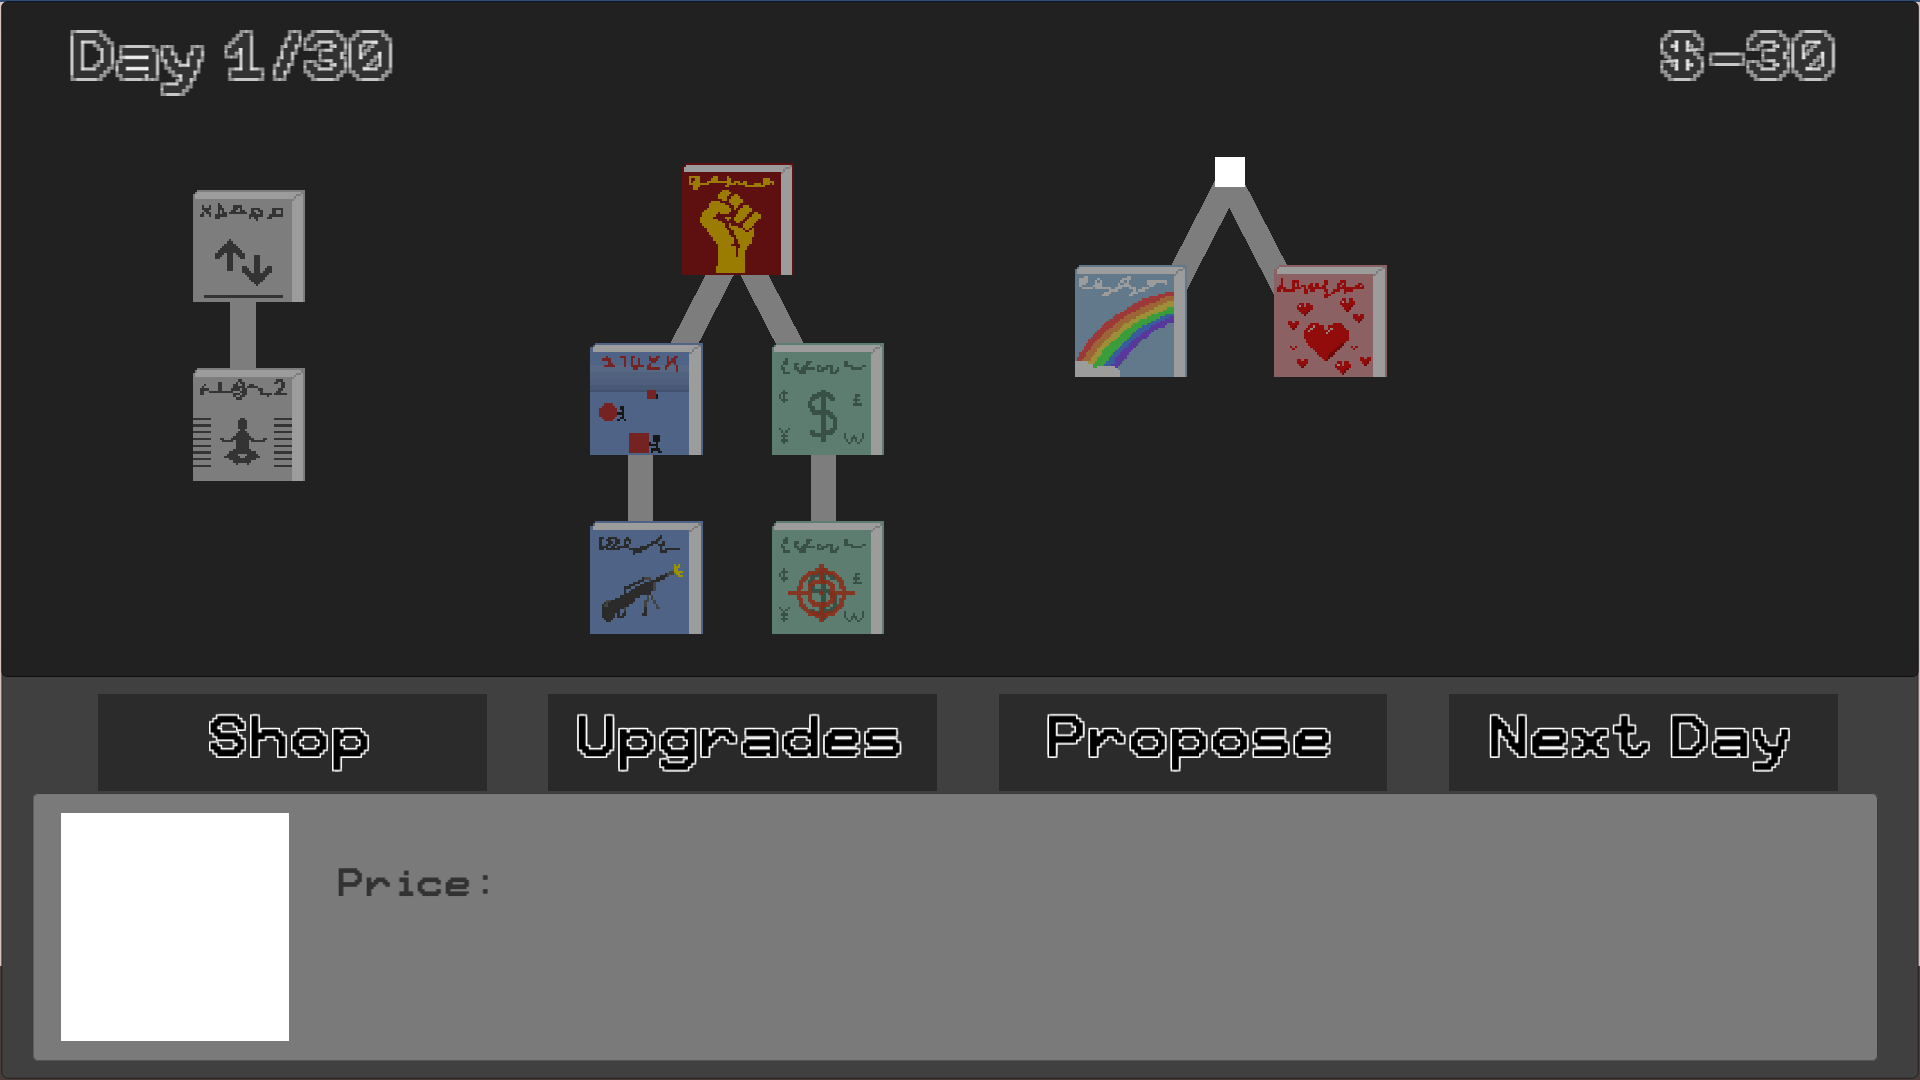 Day 1/30
$-30
$
¢
£
¥
W
¢
$
£
¥
W
Shop
Upgrades
Propose
Next Day
Price: